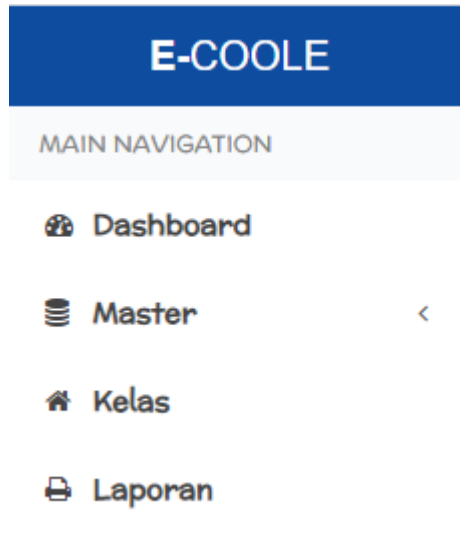 E-COOLE
MAIN NAVIGATION
Dashboard
Master
Kelas
Laporan